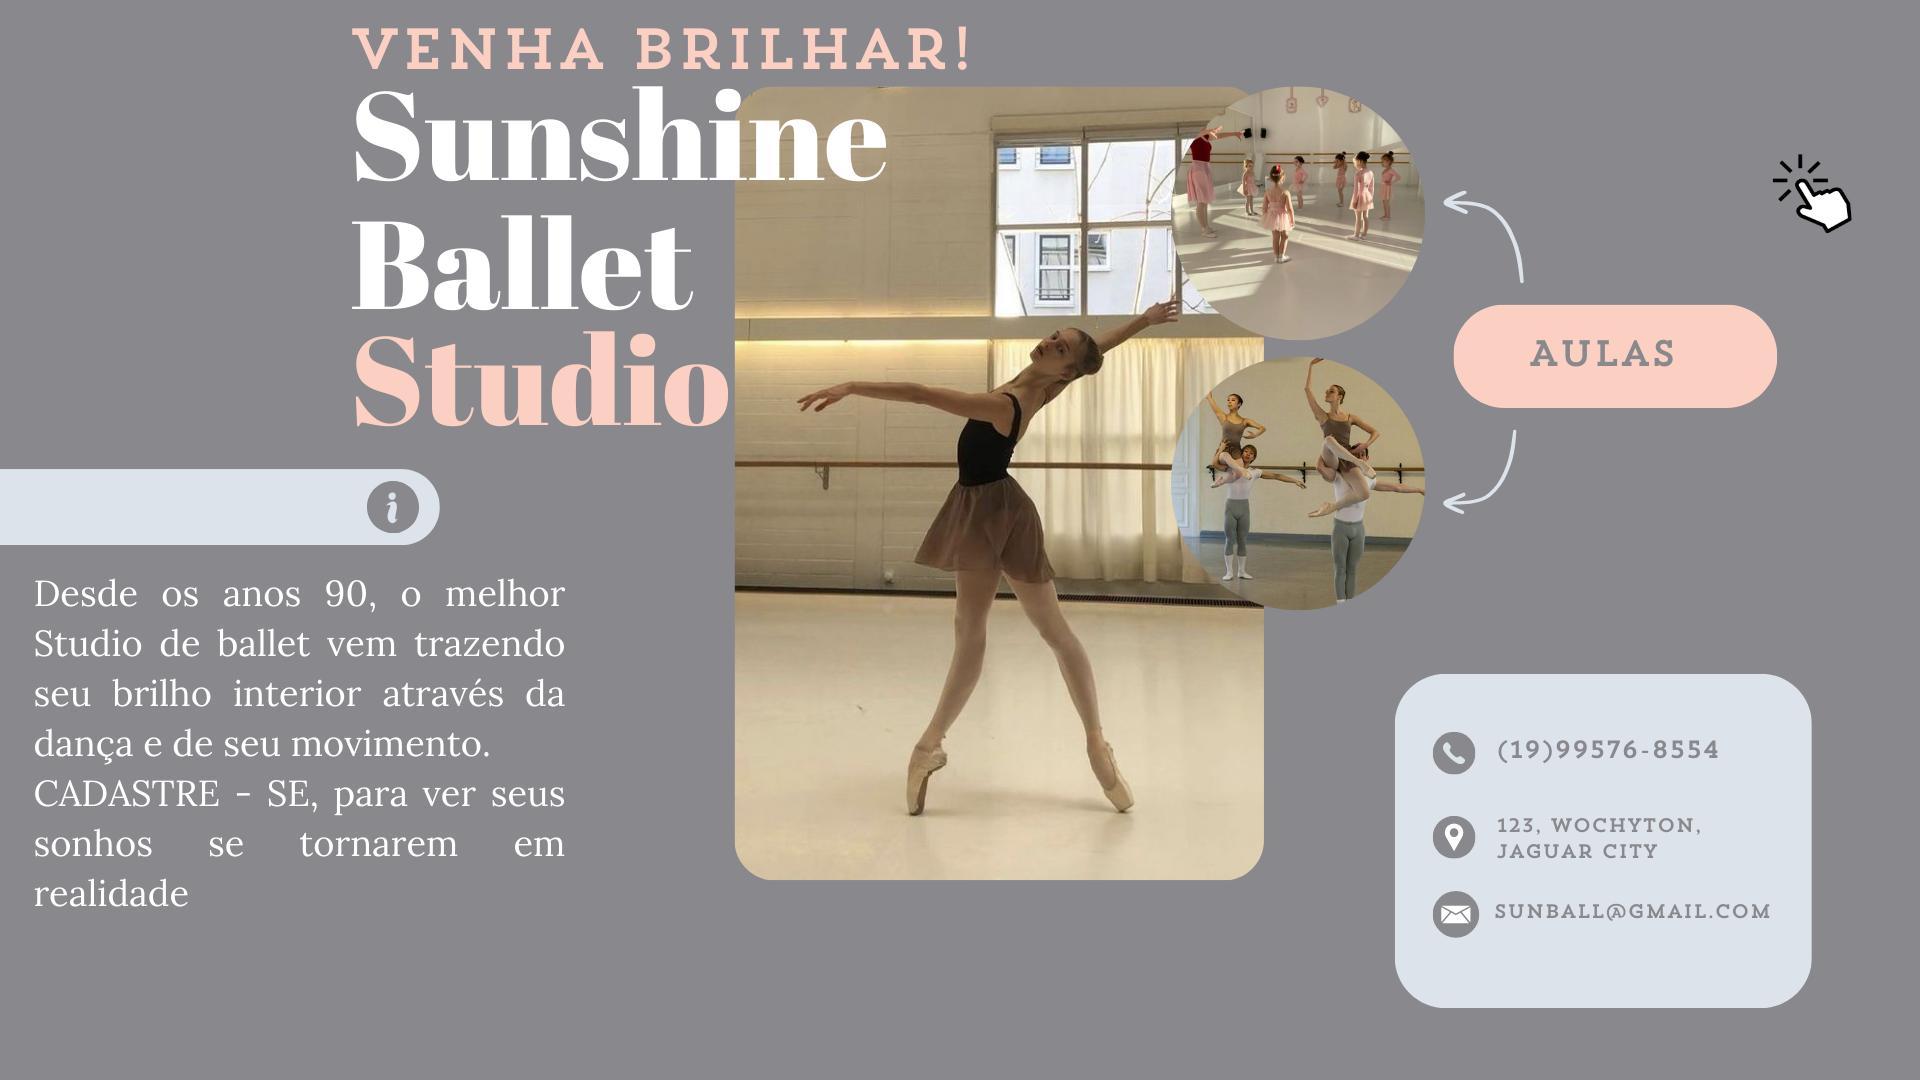 VENHA BRILHAR!
Sunshine
Ballet
Studio
AULAS
i
Desde os anos 90, o melhor
Studio de ballet vem trazendo
seu brilho interior através da
dança e de seu movimento.
CADASTRE - SE, para ver seus
sonhos se tornarem em
realidade
(19)99576-8554
123, WOCHYTON,
JAGUAR CITY
SUNBALL@GMAIL.COM